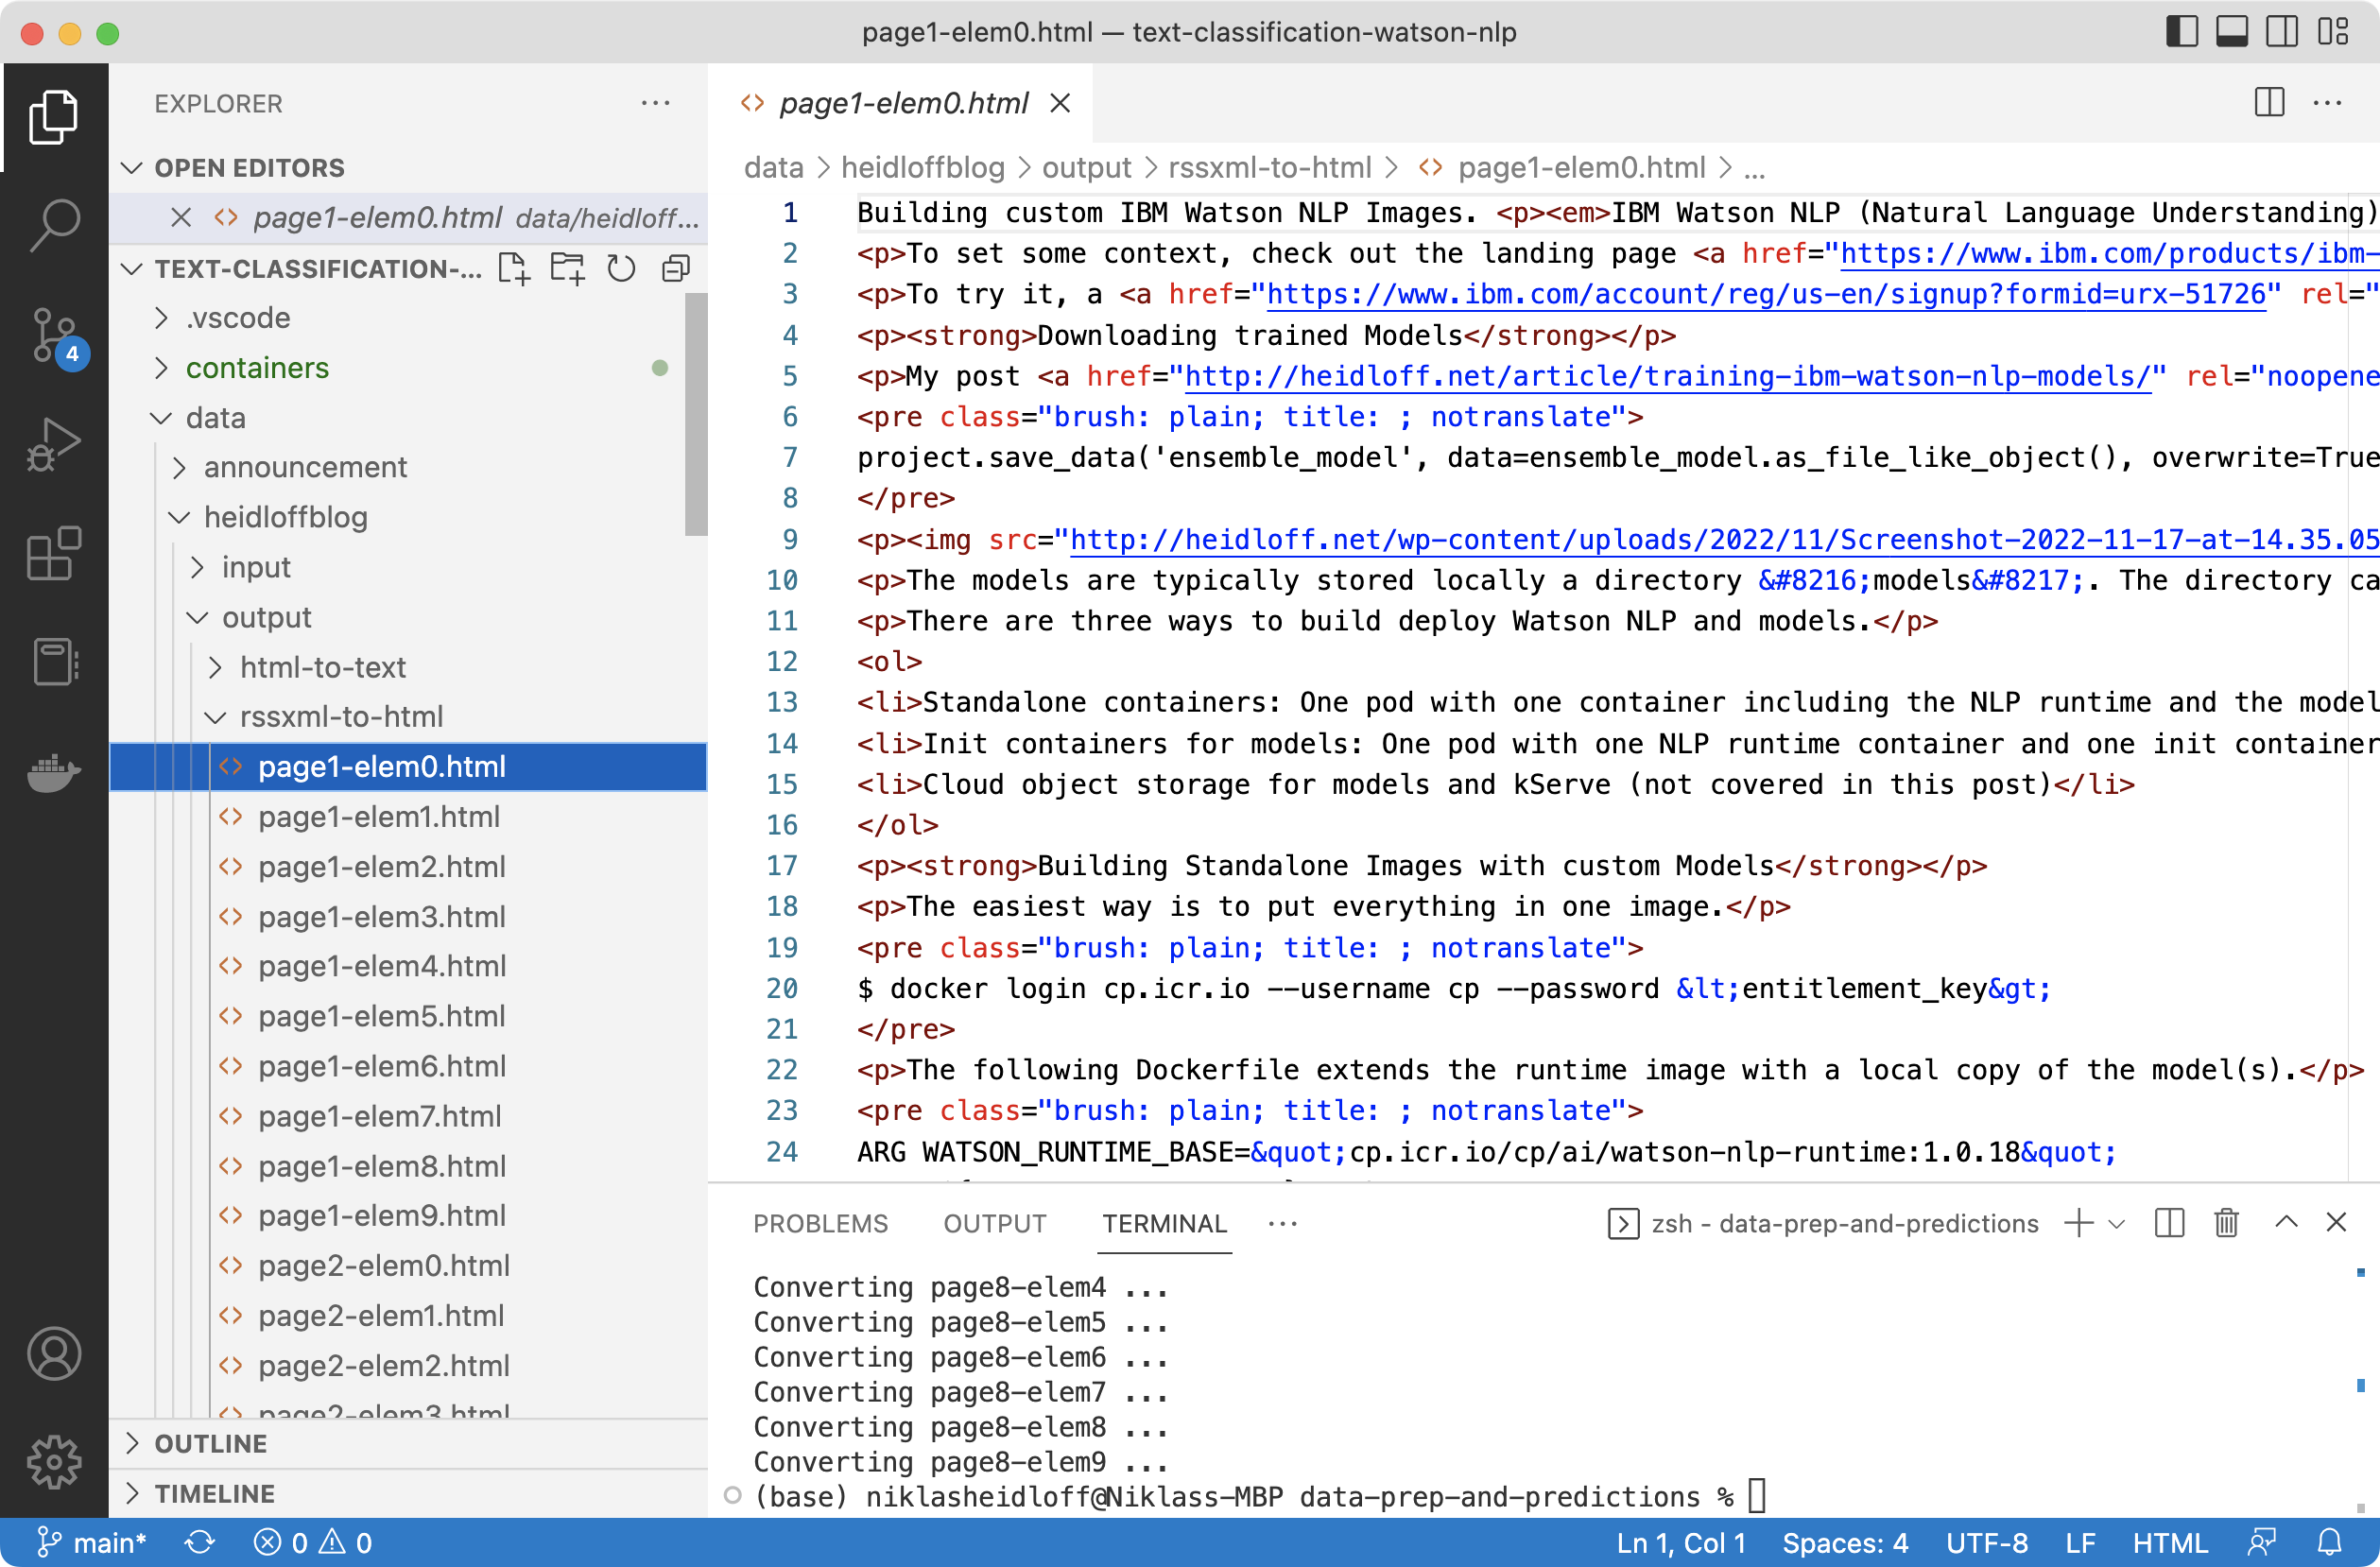 page1-elem0.html — text-classification-watson-nlp
EXPLORER
OPEN EDITORS
page1-elem0.html data/heidloff...
TEXT-CLASSIFICATION-...
.vscode
containers
data
announcement
heidloffblog
input
output
html-to-text
rssxml-to-html
page1-elem0.html
page1-elem1.html
page1-elem2.html
page1-elem3.html
page1-elem4.html
page1-elem5.html
page1-elem6.html
page1-elem7.html
page1-elem8.html
page1-elem9.html
page2-elem0.html
page2-elem1.html
page2-elem2.html
page2-elem3.html
OUTLINE
TIMELINE
4
page1-elem0.html
data > heidloffblog > output > rssxml-to-html > <> page1-elem0.html > ...
1 Building custom IBM Watson NLP Images. <p><em>IBM Watson NLP (Natural Language Understanding)
2 <p>To set some context, check out the landing page <a href="https://www.ibm.com/products/ibm-
3 <p>To try it, a <a href="https://www.ibm.com/account/reg/us-en/signup?formid=urx-51726" rel="
4 <p><strong>Downloading trained Models</strong></p>
5 <p>My post <a href="http://heidloff.net/article/training-ibm-watson-nlp-models/" rel="noopene
6 <pre class="brush: plain; title: ; notranslate">
7 project.save_data('ensemble_model', data=ensemble_model.as_file_like_object(), overwrite=True
8 </pre>
9 <p><img src="http://heidloff.net/wp-content/uploads/2022/11/Screenshot-2022-11-17-at-14.35.05
10 <p>The models are typically stored locally a directory &#8216;models&#8217;. The directory ca
11 <p>There are three ways to build deploy Watson NLP and models.</p>
12 <ol>
13 <li>Standalone containers: One pod with one container including the NLP runtime and the model
14 <li>Init containers for models: One pod with one NLP runtime container and one init container
15 <li>Cloud object storage for models and kServe (not covered in this post)</li>
16 </ol>
17 <p><strong>Building Standalone Images with custom Models</strong></p>
18 <p>The easiest way is to put everything in one image.</p>
19 <pre class="brush: plain; title: ; notranslate">
20 $ docker login cp.icr.io --username cp --password &lt;entitlement_key&gt;
21 </pre>
22 <p>The following Dockerfile extends the runtime image with a local copy of the model(s).</p>
23 <pre class="brush: plain; title: ; notranslate">
24 ARG WATSON_RUNTIME_BASE=&quot;cp.icr.io/cp/ai/watson-nlp-runtime:1.0.18&quot;
PROBLEMS OUTPUT TERMINAL ... zsh - data-prep-and-predictions
Converting page8-elem4 ...
Converting page8-elem5 ...
Converting page8-elem6 ...
Converting page8-elem7 ...
Converting page8-elem8 ...
Converting page8-elem9 ...
(base) niklasheidloff@Niklass-MBP data-prep-and-predictions %
main* 0 0 Ln 1, Col 1 Spaces: 4 UTF-8 LF HTML